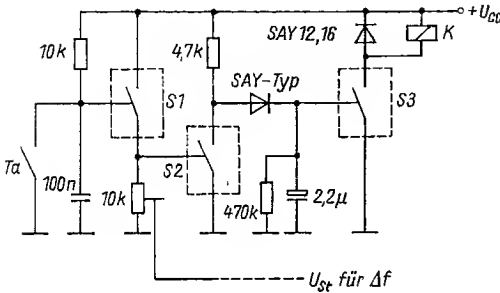 +U_CC
SAY 12,16
K
10k
4,7k
SAY-Typ
S1
S3
Ta
S2
100n
10k
470k
2,2µ
U_St für Δf